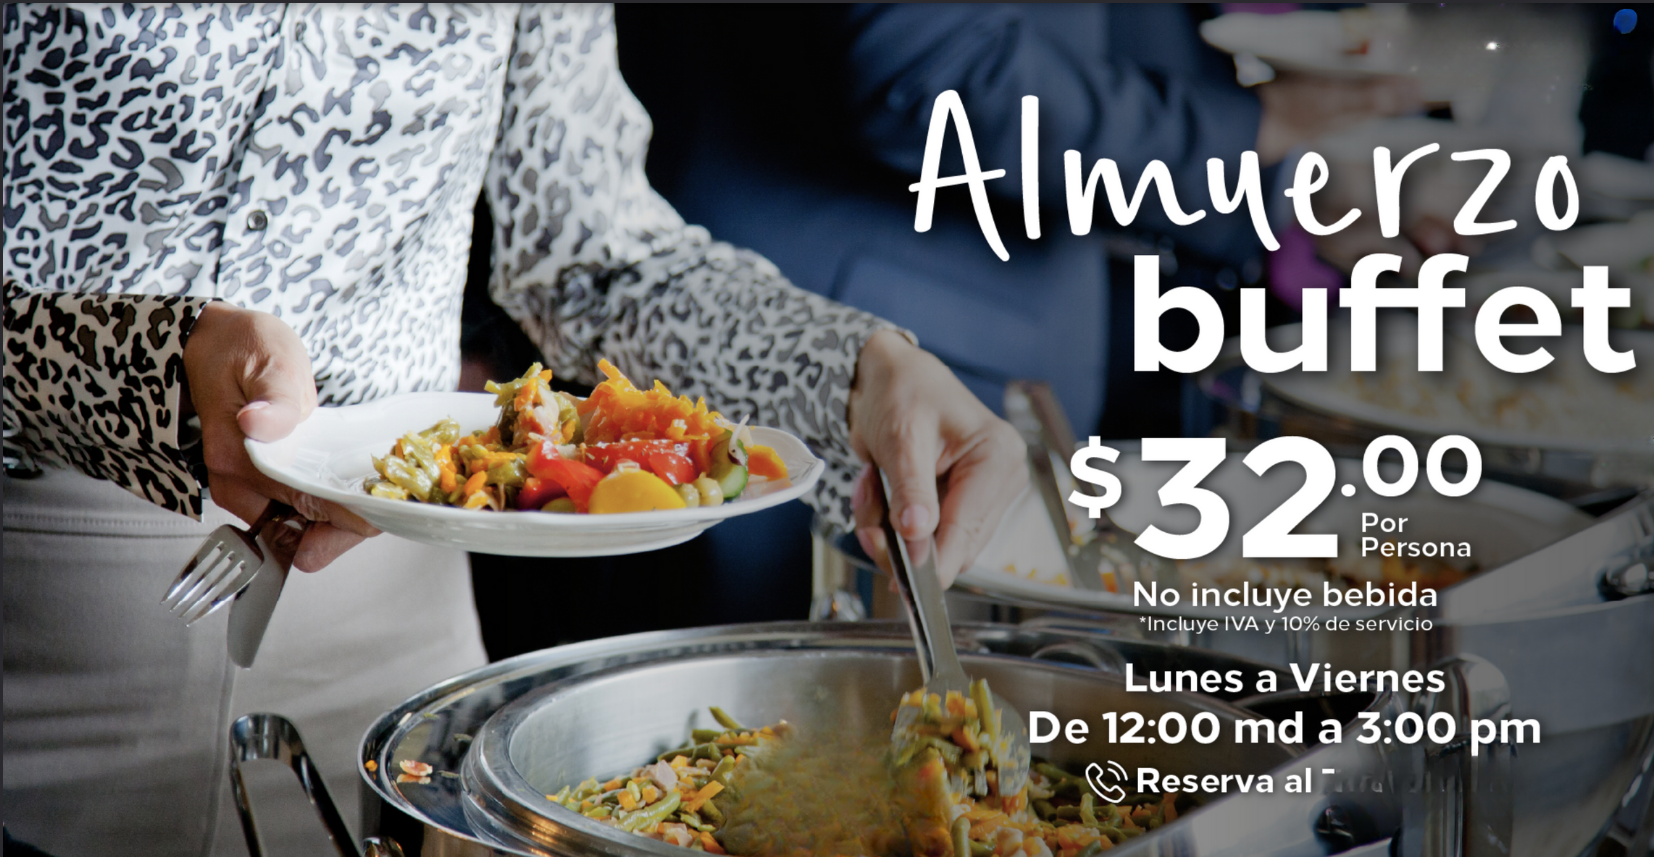 Almuerzo
buffet
$32.00
Por
Persona
No incluye bebida
*Incluye IVA y 10% de servicio
Lunes a Viernes
De 12:00 md a 3:00 pm
Reserva al